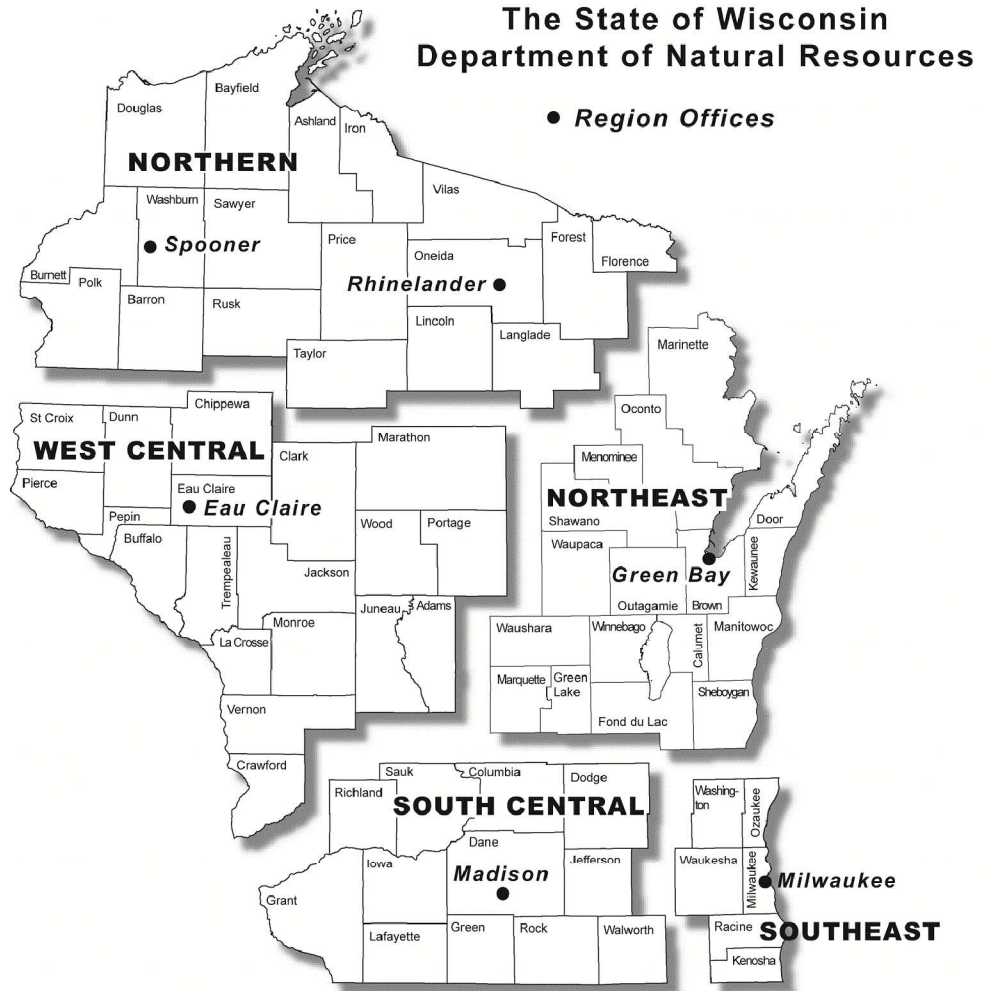 The State of Wisconsin
Department of Natural Resources
Region Offices
Douglas
Bayfield
Ashland
Iron
NORTHERN
Vilas
Washburn
Sawyer
Spooner
Price
Oneida
Forest
Florence
Burnett
Polk
Barron
Rusk
Rhinelander
Lincoln
Langlade
Taylor
Marinette
St Croix
Dunn
Chippewa
WEST CENTRAL
Clark
Marathon
Pierce
Eau Claire
Eau Claire
Pepin
Buffalo
Trempealeau
Wood
Portage
Jackson
Juneau
Adams
Monroe
La Crosse
Vernon
Crawford
Oconto
Menominee
NORTHEAST
Shawano
Waupaca
Door
Kewaunee
Green Bay
Outagamie
Brown
Waushara
Winnebago
Calumet
Manitowoc
Marquette
Green
Lake
Sheboygan
Fond du Lac
Sauk
Columbia
Dodge
Richland
SOUTH CENTRAL
Dane
Iowa
Jefferson
Madison
Grant
Lafayette
Green
Rock
Walworth
Washing-
ton
Ozaukee
Waukesha
Milwaukee
Milwaukee
Racine
SOUTHEAST
Kenosha